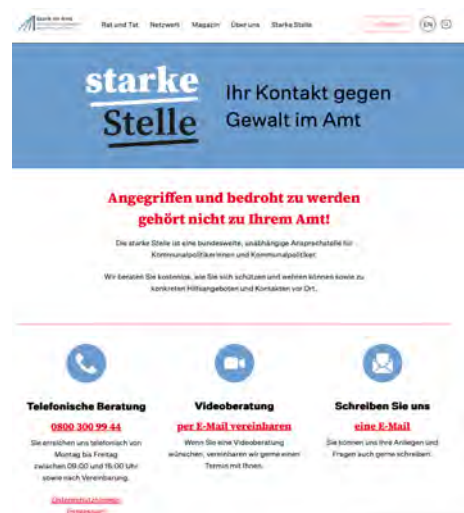 Stark im Amt
Rat und Tat Netzwerk Magazin Über uns Starke Stelle
EN
starke
Stelle
Ihr Kontakt gegen
Gewalt im Amt
Angegriffen und bedroht zu werden
gehört nicht zu Ihrem Amt!
Die starke Stelle ist eine bundesweite, unabhängige Ansprechstelle für
Kommunalpolitikerinnen und Kommunalpolitiker.
Wir beraten Sie kostenlos, wie Sie sich schützen und wehren können sowie zu
konkreten Hilfsangeboten und Kontakten vor Ort.
Telefonische Beratung
0800 300 99 44
Sie erreichen uns telefonisch von
Montag bis Freitag
zwischen 09:00 und 16:00 Uhr
sowie nach Vereinbarung.
Videoberatung
per E-Mail vereinbaren
Wenn Sie eine Videoberatung
wünschen, vereinbaren wir gerne einen
Termin mit Ihnen.
Schreiben Sie uns
eine E-Mail
Sie können uns Ihre Anliegen und
Fragen auch gerne schreiben.